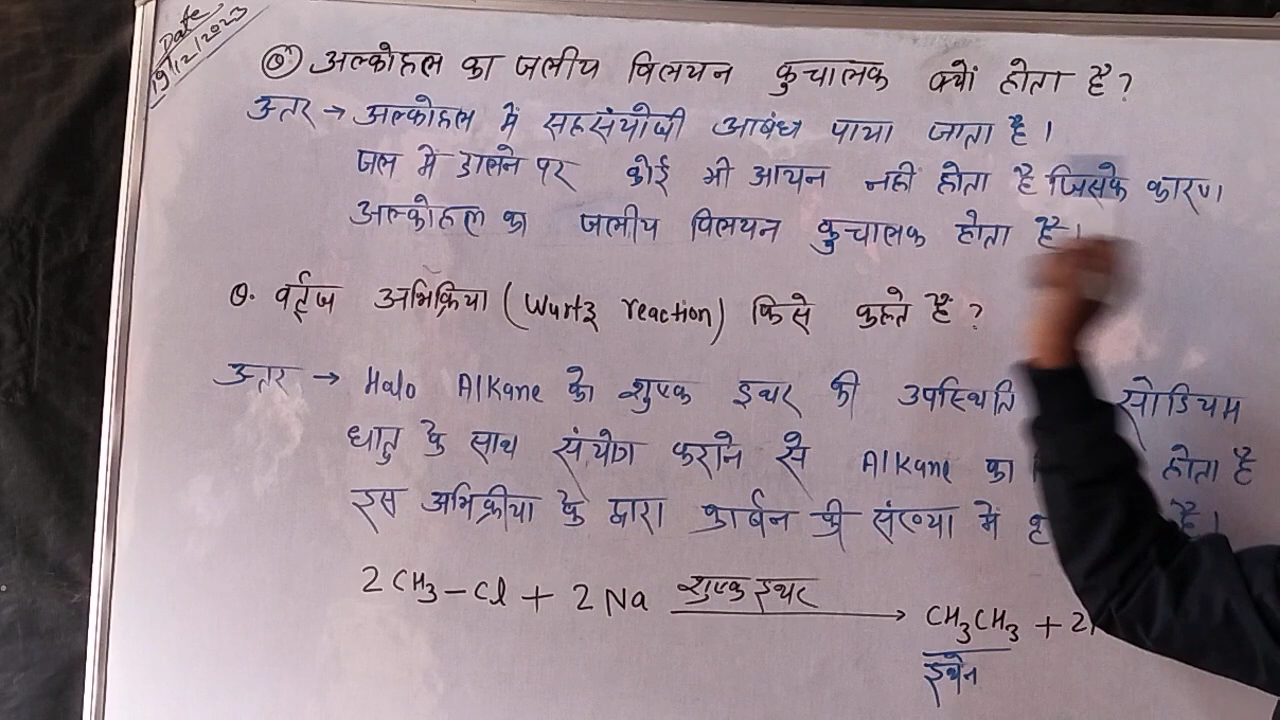 Date
19/12/2023
Q. अल्कोहल का जलीय विलयन कुचालक क्यों होता है?
उत्तर → अल्कोहल में सहसंयोजी आबंध पाया जाता है।
जल में डालने पर कोई भी आयन नहीं होता है जिसके कारण
अल्कोहल का जलीय विलयन कुचालक होता है।
Q. वर्ट्ज अभिक्रिया (Wurtz reaction) किसे कहते हैं?
उत्तर → Halo Alkane को शुष्क इथर की उपस्थिति सोडियम
धातु के साथ संयोग कराने से Alkane का होता है
इस अभिक्रीया के द्वारा कार्बन की संख्या में है।
2CH₃–Cl + 2Na शुष्क इथर → CH₃CH₃ + 2
इथेन